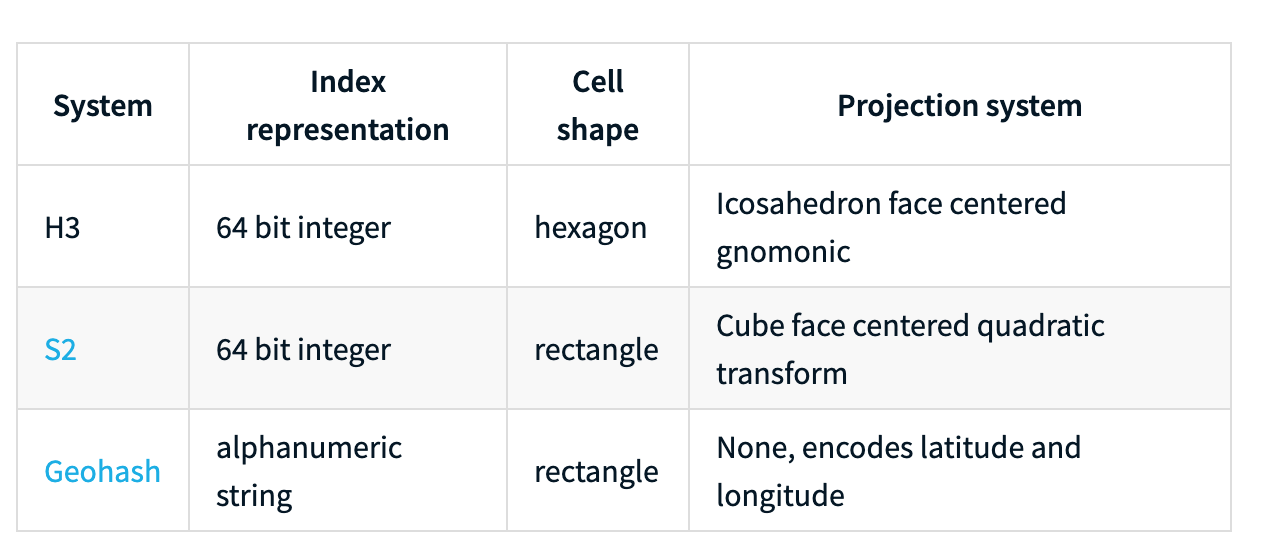 System
Index
representation
Cell
shape
Projection system
H3
64 bit integer
hexagon
Icosahedron face centered
gnomonic
S2
64 bit integer
rectangle
Cube face centered quadratic
transform
Geohash
alphanumeric
string
rectangle
None, encodes latitude and
longitude